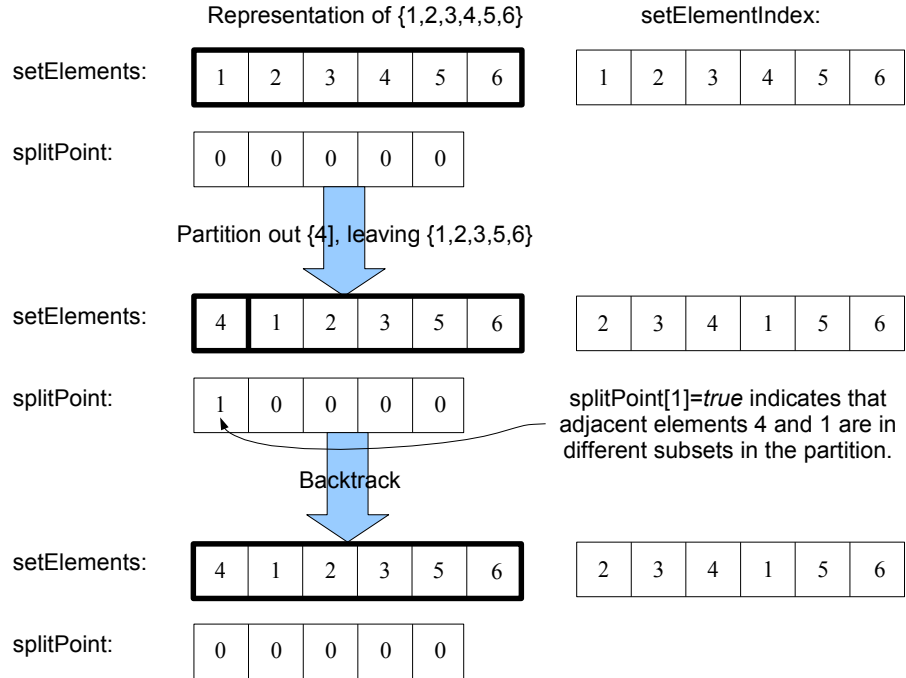 Representation of {1,2,3,4,5,6} setElementIndex:
setElements: 1 2 3 4 5 6 1 2 3 4 5 6
splitPoint: 0 0 0 0 0
Partition out {4], leaving {1,2,3,5,6}
setElements: 4 1 2 3 5 6 2 3 4 1 5 6
splitPoint: 1 0 0 0 0
splitPoint[1]=true indicates that
adjacent elements 4 and 1 are in
different subsets in the partition.
Backtrack
setElements: 4 1 2 3 5 6 2 3 4 1 5 6
splitPoint: 0 0 0 0 0